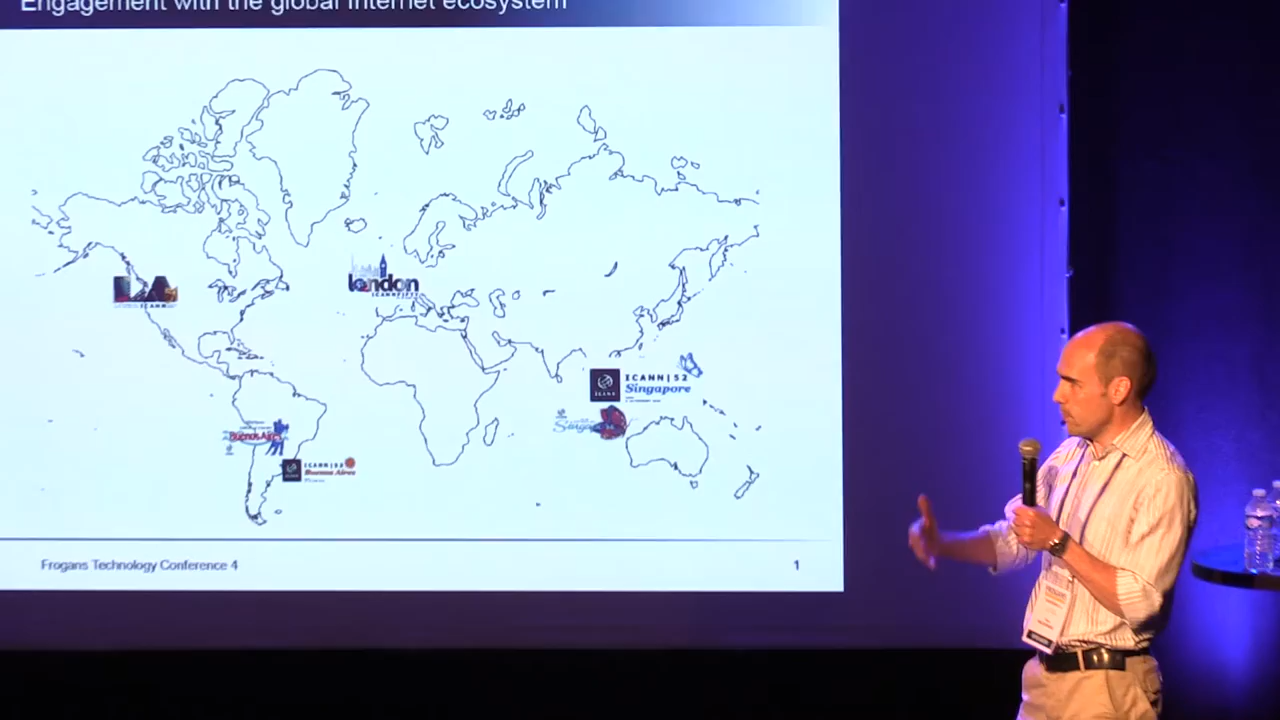 Engagement with the global Internet ecosystem
london
ICANN
ICANN|52
Singapore
ICANN
Buenos Aires
ICANN|53
Buenos Aires
Frogans Technology Conference 4
1